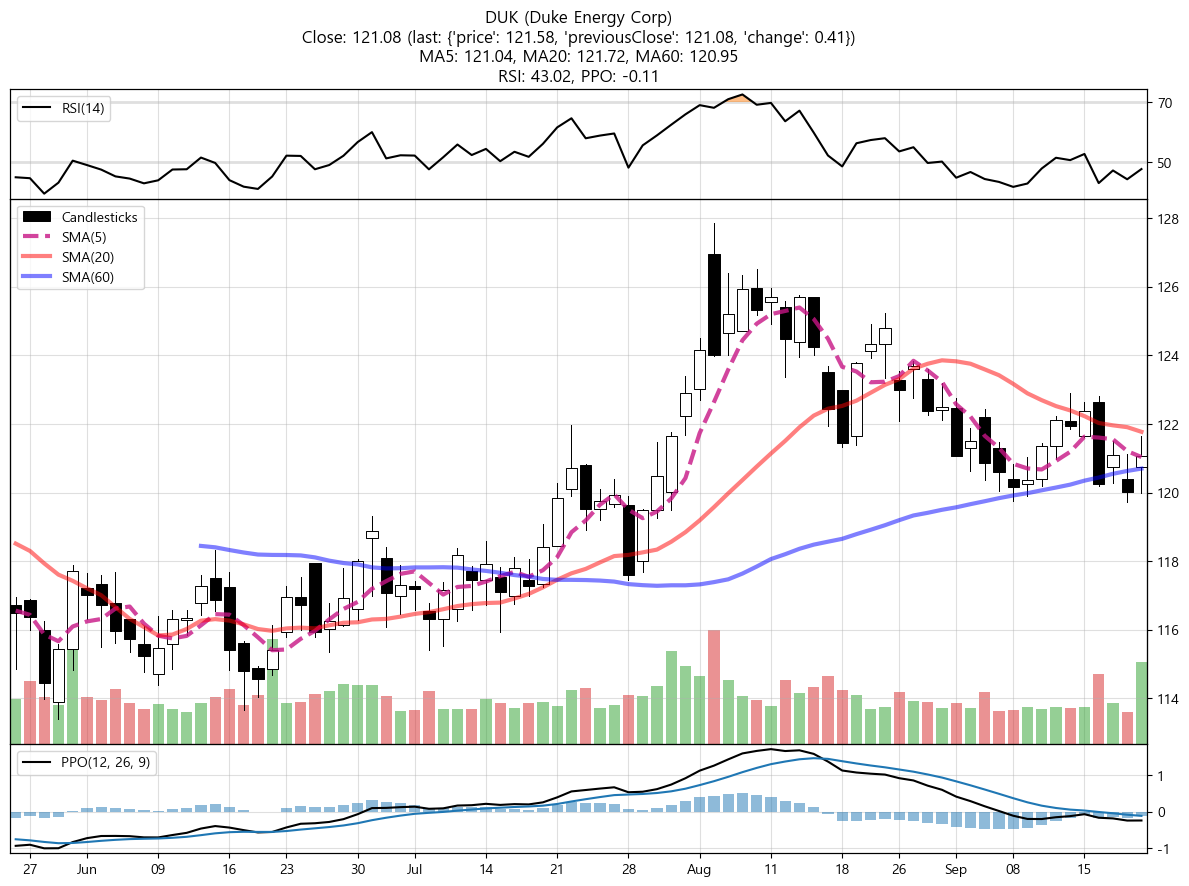 DUK (Duke Energy Corp)
Close: 121.08 (last: {'price': 121.58, 'previousClose': 121.08, 'change': 0.41})
MA5: 121.04, MA20: 121.72, MA60: 120.95
RSI: 43.02, PPO: -0.11
RSI(14)
70
50
Candlesticks
SMA(5)
SMA(20)
SMA(60)
128
126
124
122
120
118
116
114
PPO(12, 26, 9)
1
0
-1
27 Jun 09 16 23 30 Jul 14 21 28 Aug 11 18 26 Sep 08 15